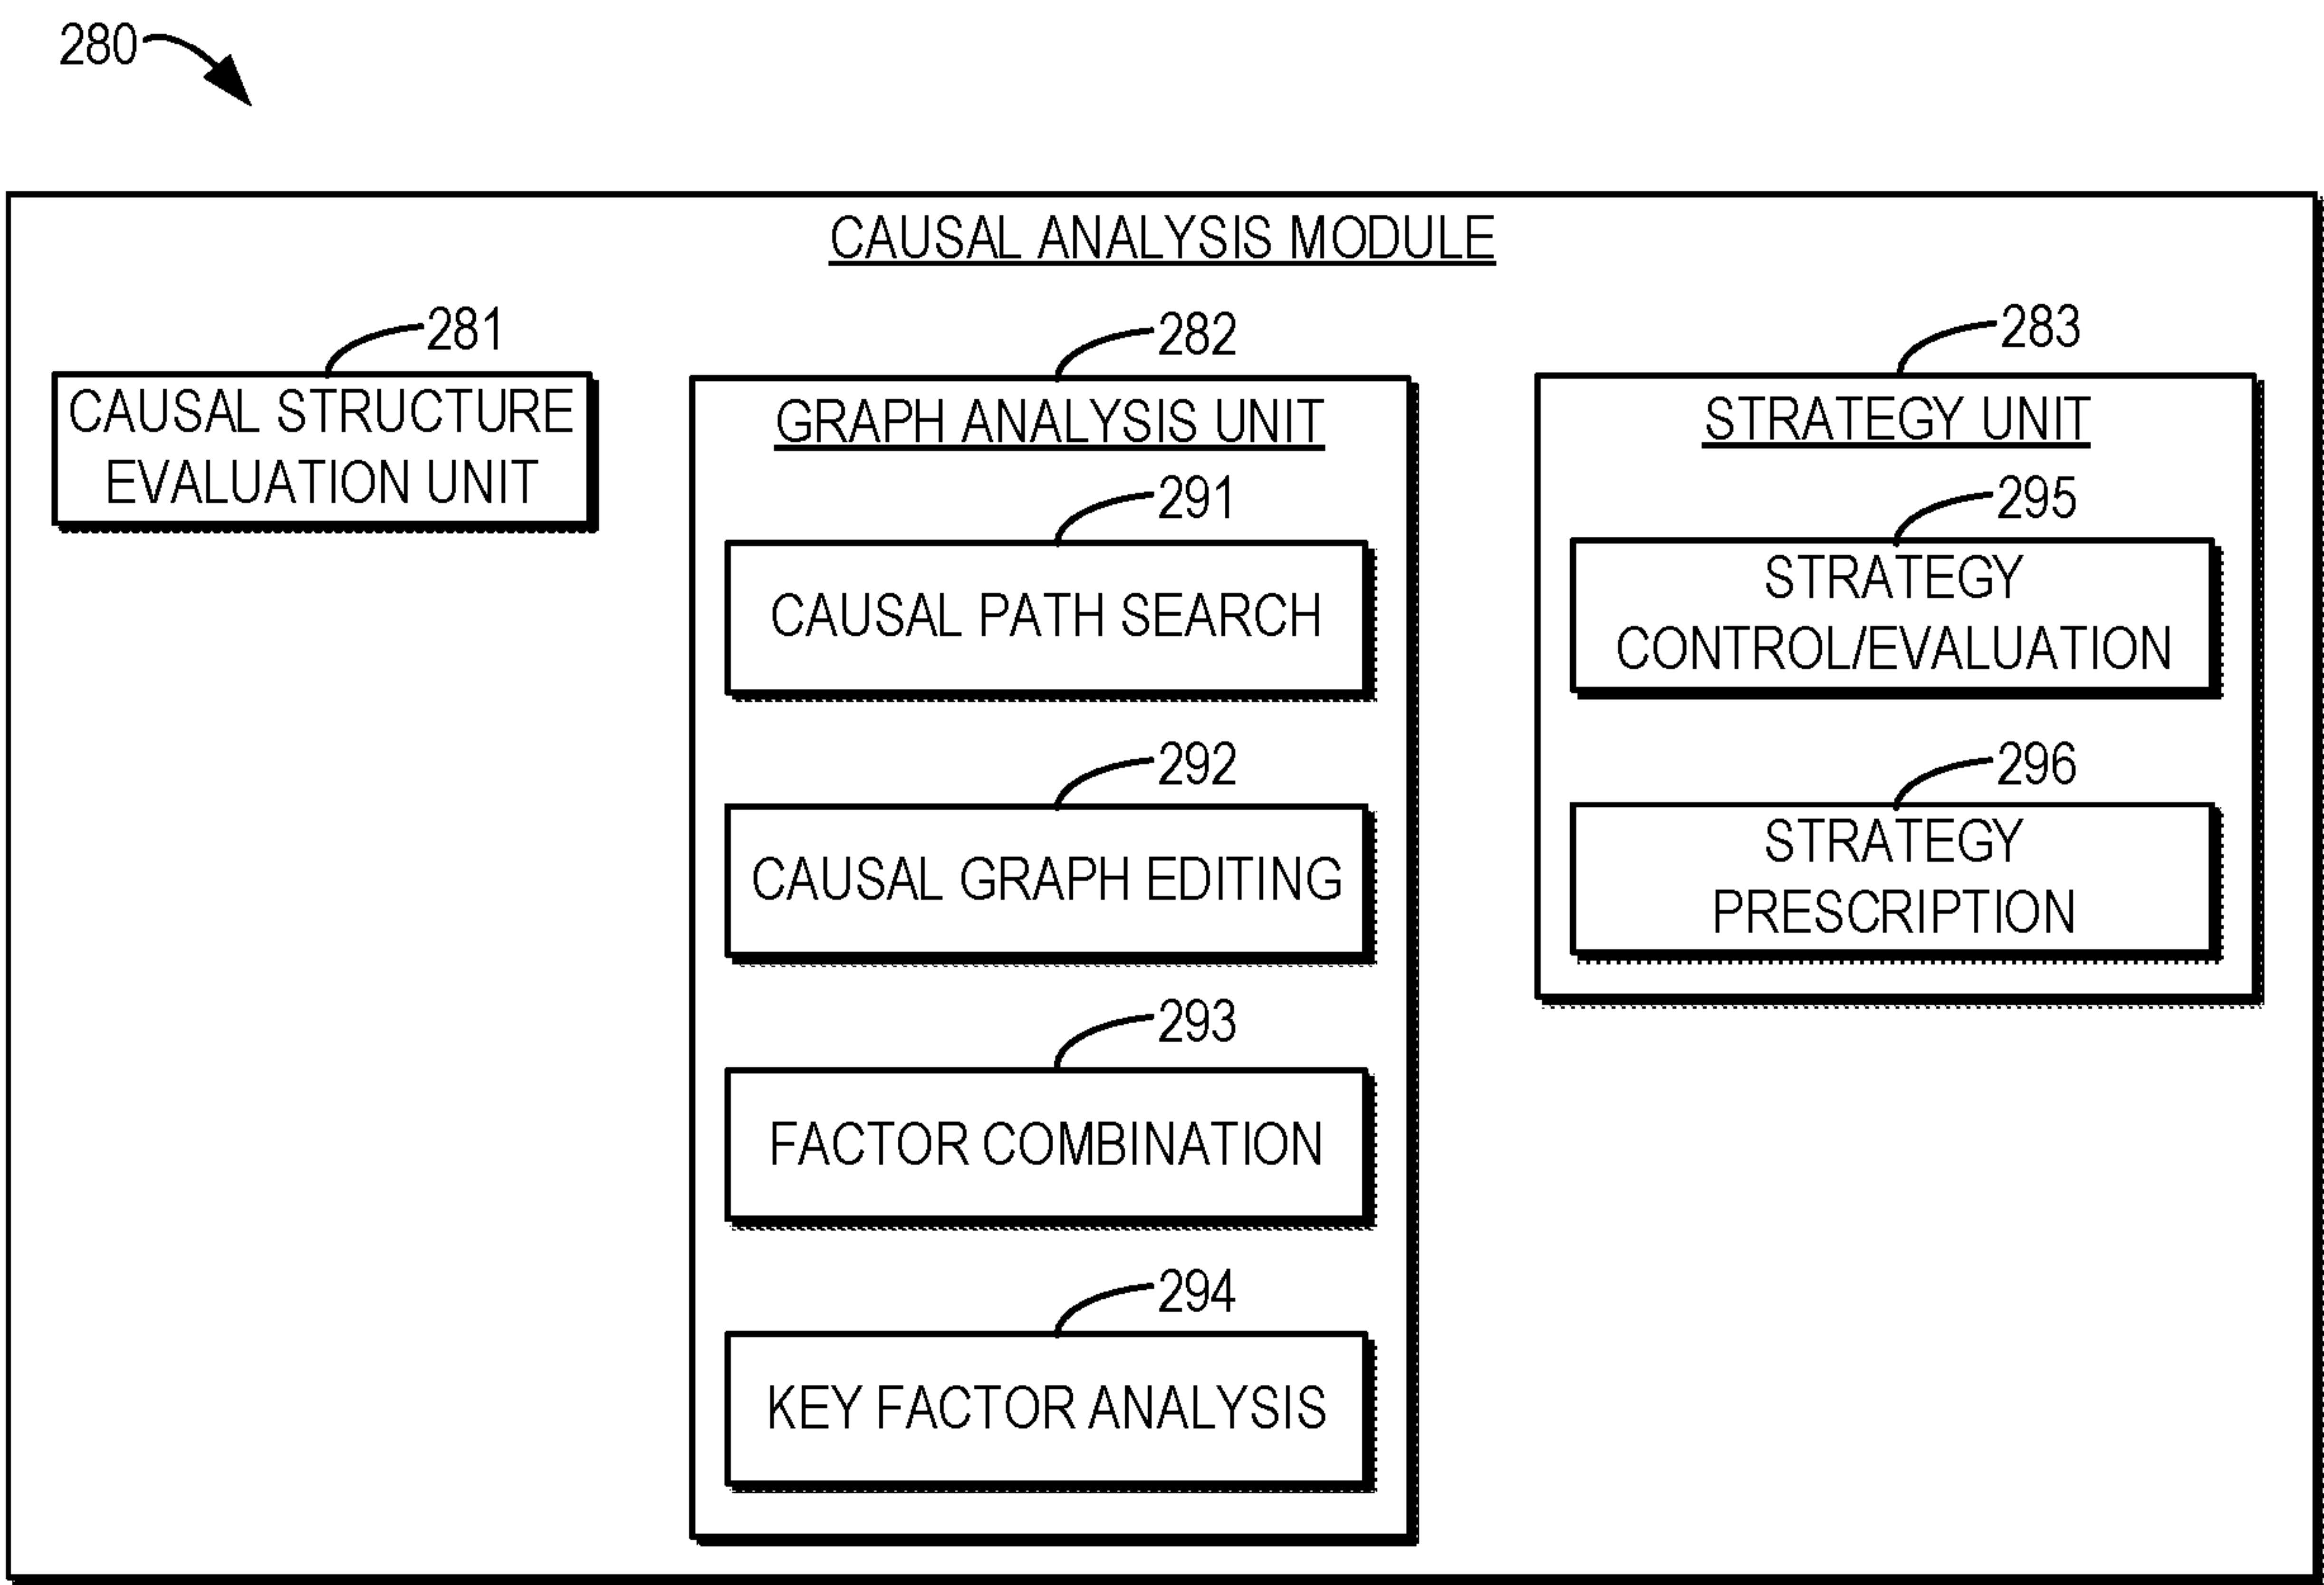 280
CAUSAL ANALYSIS MODULE
281
CAUSAL STRUCTURE
EVALUATION UNIT
282
GRAPH ANALYSIS UNIT
291
CAUSAL PATH SEARCH
292
CAUSAL GRAPH EDITING
293
FACTOR COMBINATION
294
KEY FACTOR ANALYSIS
283
STRATEGY UNIT
295
STRATEGY
CONTROL/EVALUATION
296
STRATEGY
PRESCRIPTION